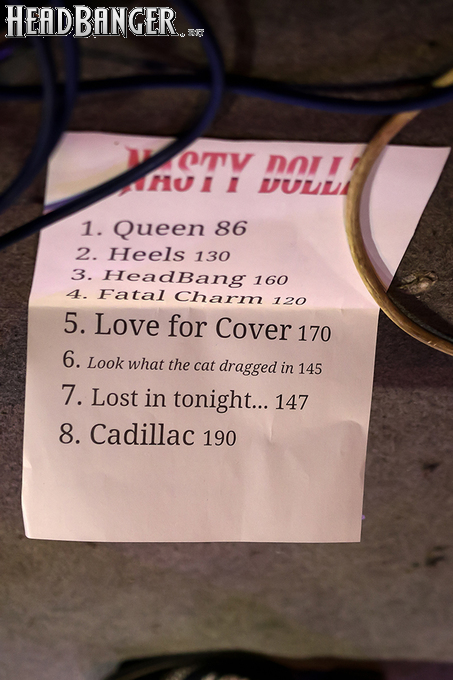 HEADBANGER
NASTY DOLL
1. Queen 86
2. Heels 130
3. HeadBang 160
4. Fatal Charm 120
5. Love for Cover 170
6. Look what the cat dragged in 145
7. Lost in tonight... 147
8. Cadillac 190